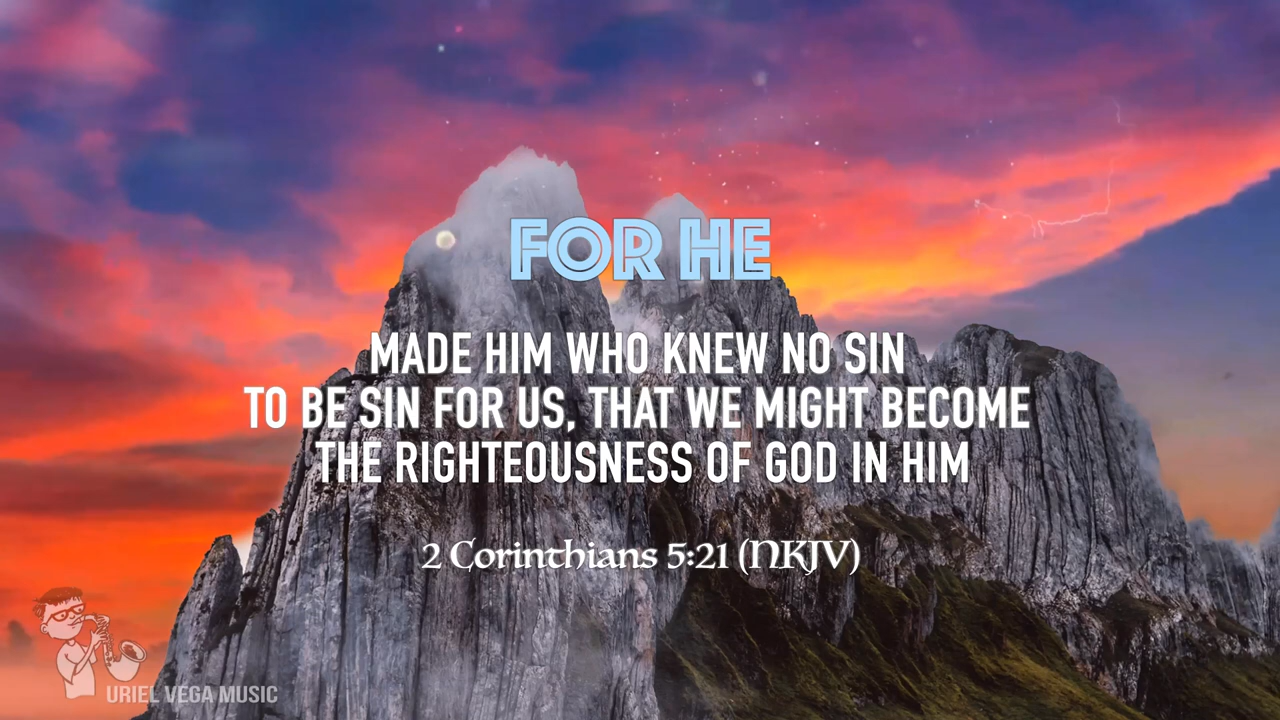 FOR HE
MADE HIM WHO KNEW NO SIN
TO BE SIN FOR US, THAT WE MIGHT BECOME
THE RIGHTEOUSNESS OF GOD IN HIM
2 Corinthians 5:21 (NKJV)
URIEL VEGA MUSIC